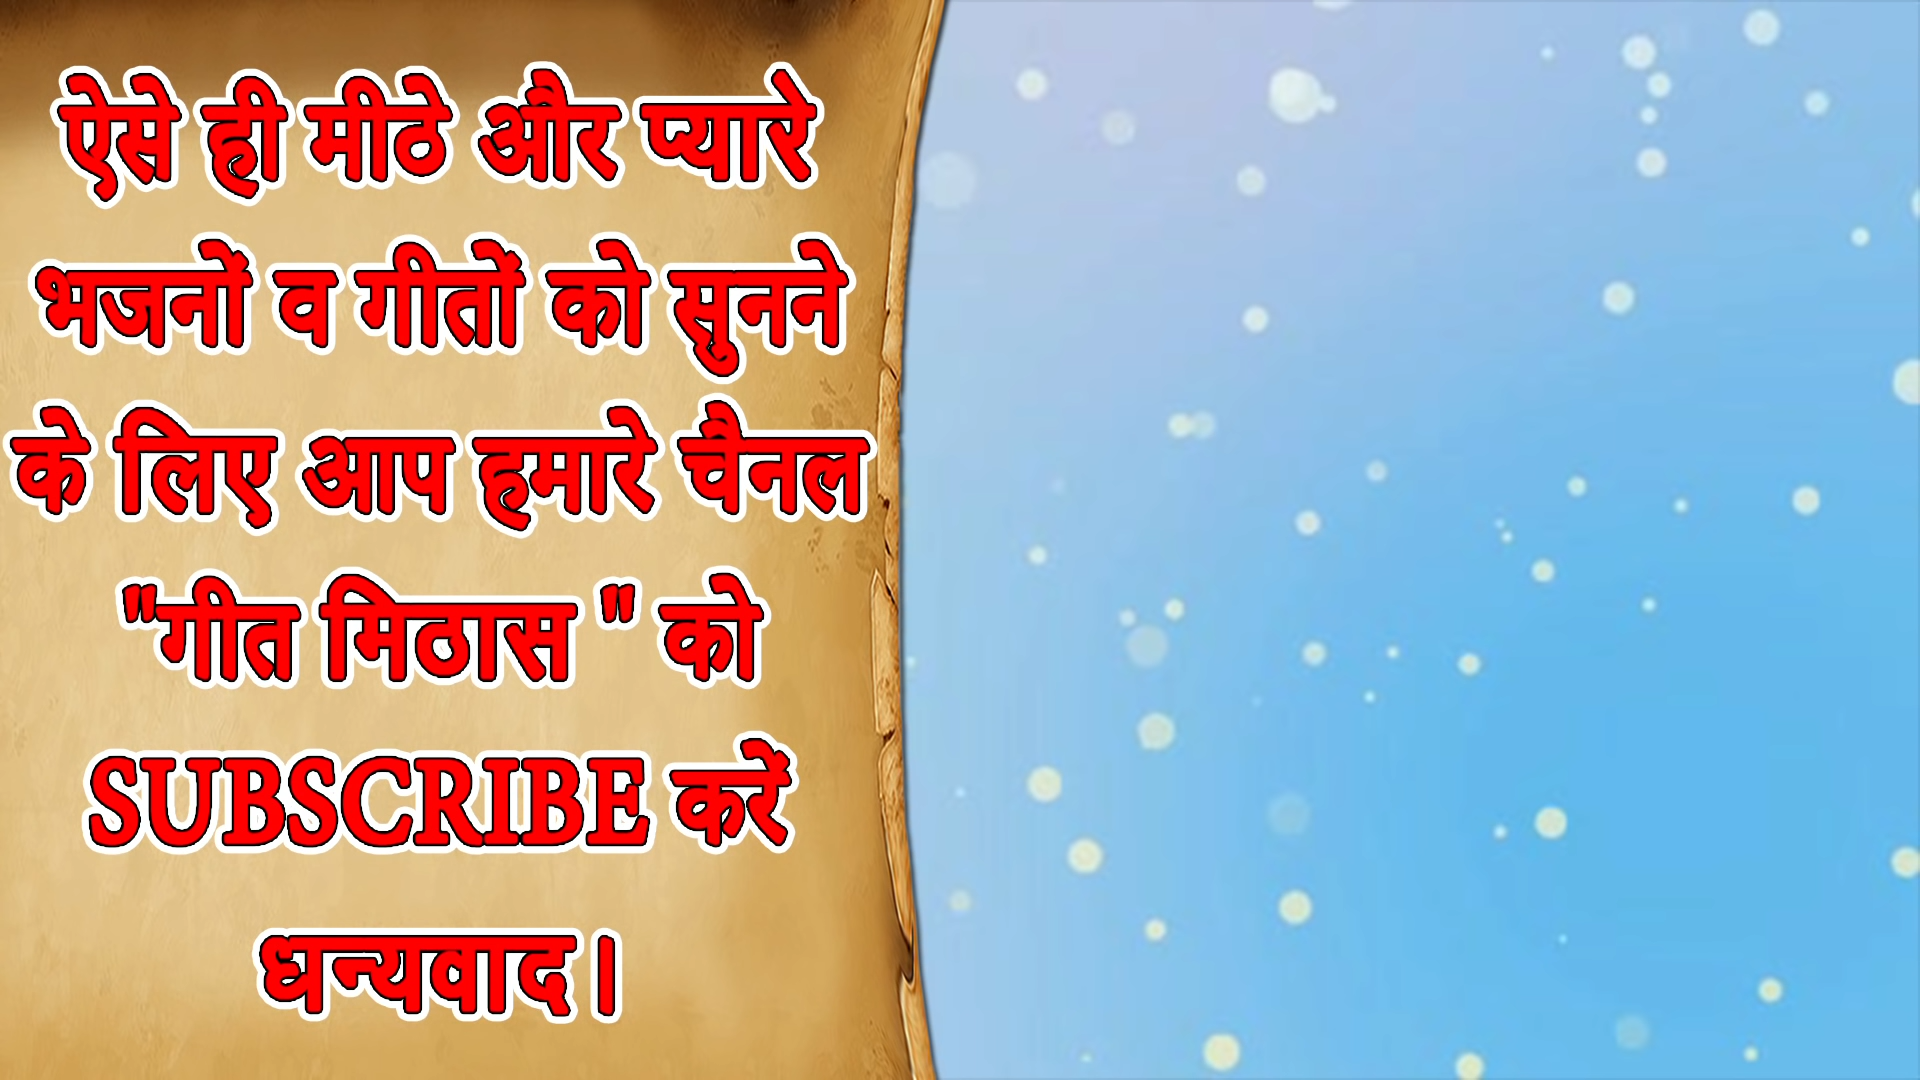 ऐसे ही मीठे और प्यारे
भजनों व गीतों को सुनने
के लिए आप हमारे चैनल
"गीत मिठास " को
SUBSCRIBE करें
धन्यवाद।